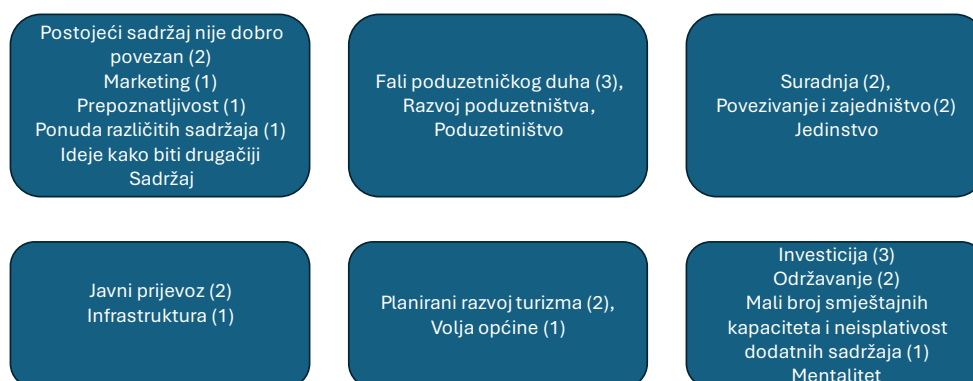 Postojeći sadržaj nije dobro
povezan (2)
Marketing (1)
Prepoznatljivost (1)
Ponuda različitih sadržaja (1)
Ideje kako biti drugačiji
Sadržaj
Fali poduzetničkog duha (3),
Razvoj poduzetništva,
Poduzetiništvo
Suradnja (2),
Povezivanje i zajedništvo (2)
Jedinstvo
Javni prijevoz (2)
Infrastruktura (1)
Planirani razvoj turizma (2),
Volja općine (1)
Investicija (3)
Održavanje (2)
Mali broj smještajnih
kapaciteta i neisplativost
dodatnih sadržaja (1)
Mentalitet